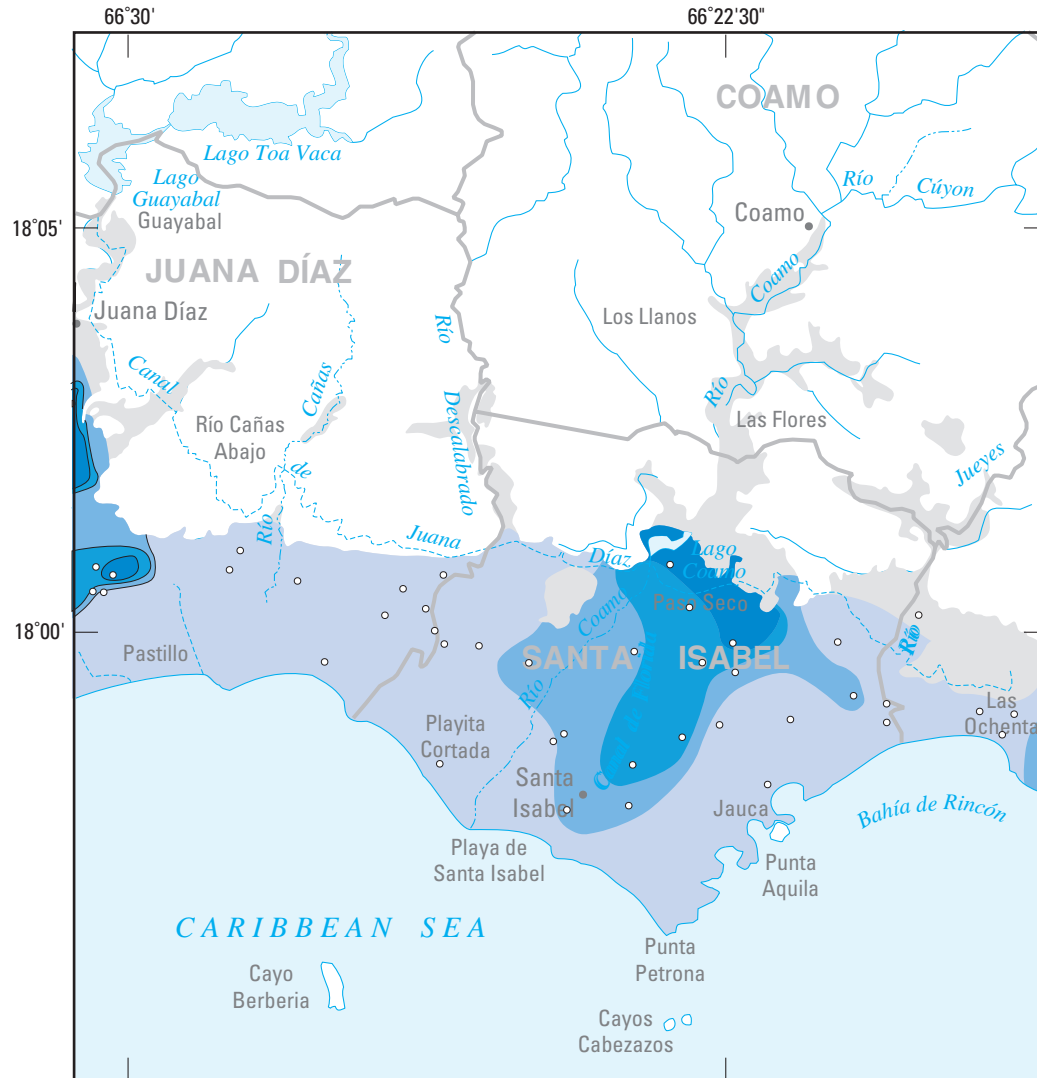 66°30'
66°22'30"
COAMO
Lago Toa Vaca
Lago
Guayabal
Guayabal
Río
Cúyon
Coamo
18°05'
JUANA DÍAZ
Coamo
Juana Díaz
Río
Los Llanos
Canal
Cañas
Río
Descalabrado
Río Cañas
Abajo
Las Flores
de
Jueyes
Río
Juana
Díaz
Lago
Coamo
Paso Seco
Coamo
18°00'
Pastillo
SANTA ISABEL
Río
Río
Canal de
Las
Ochenta
Playita
Cortada
Santa
Isabel
Jauca
Bahía de Rincón
Playa de
Santa Isabel
Punta
Aquila
CARIBBEAN SEA
Punta
Petrona
Cayo
Berberia
Cayos
Cabezazos